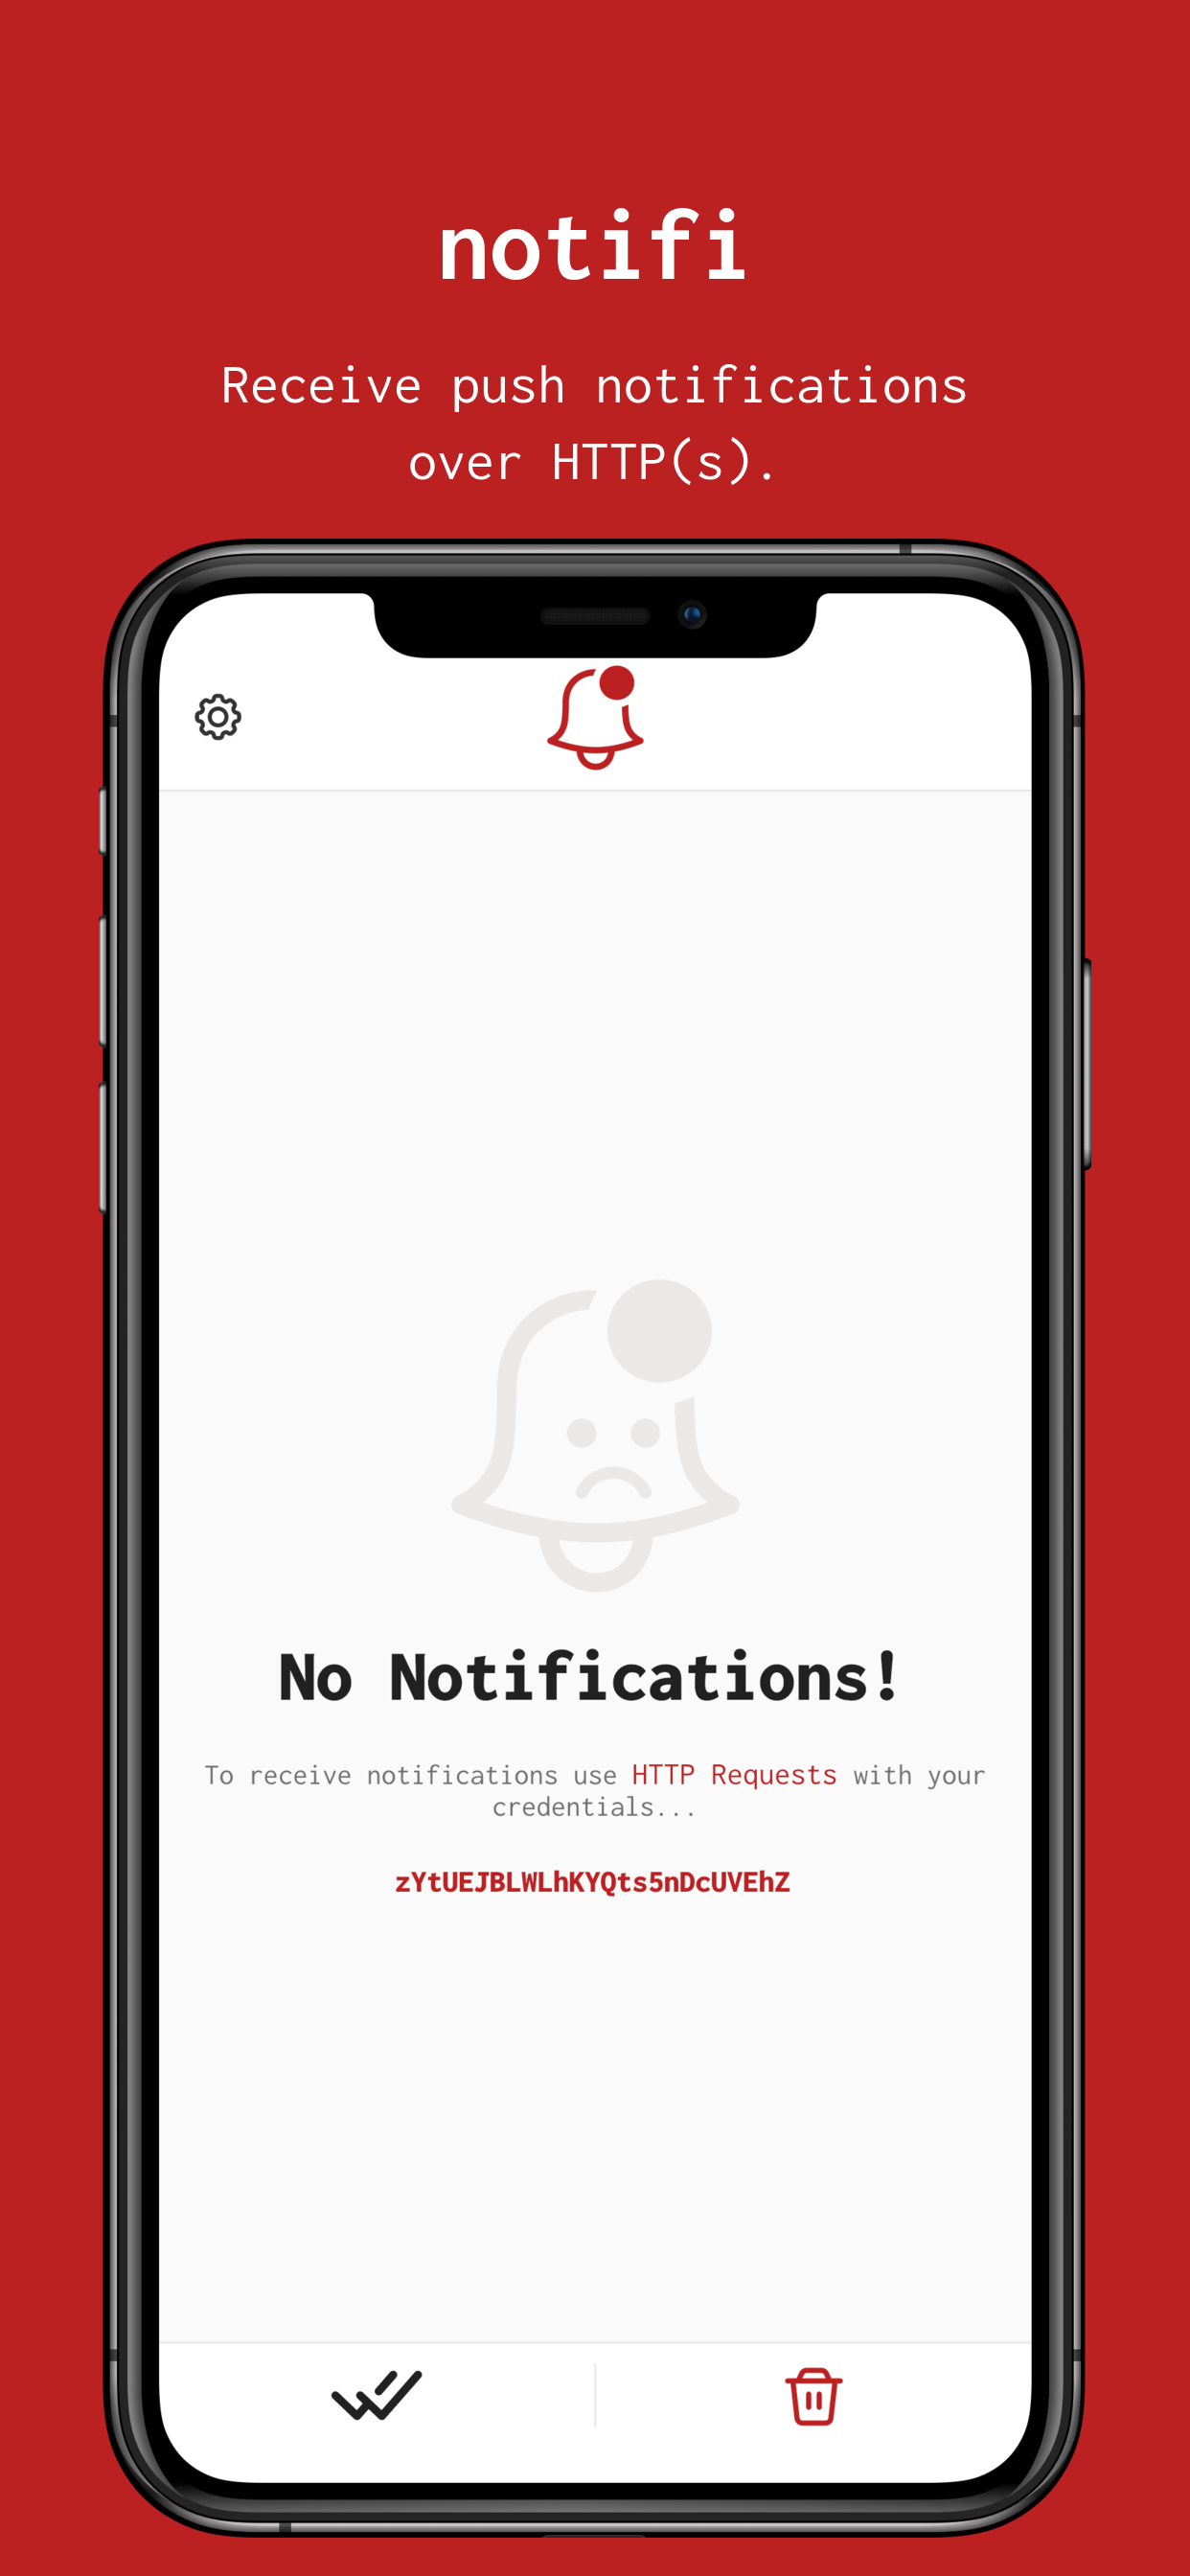 notifi
Receive push notifications
over HTTP(s).
No Notifications!
To receive notifications use HTTP Requests with your
credentials...
zYtUEJBLWLhKYQts5nDcUVEhZ